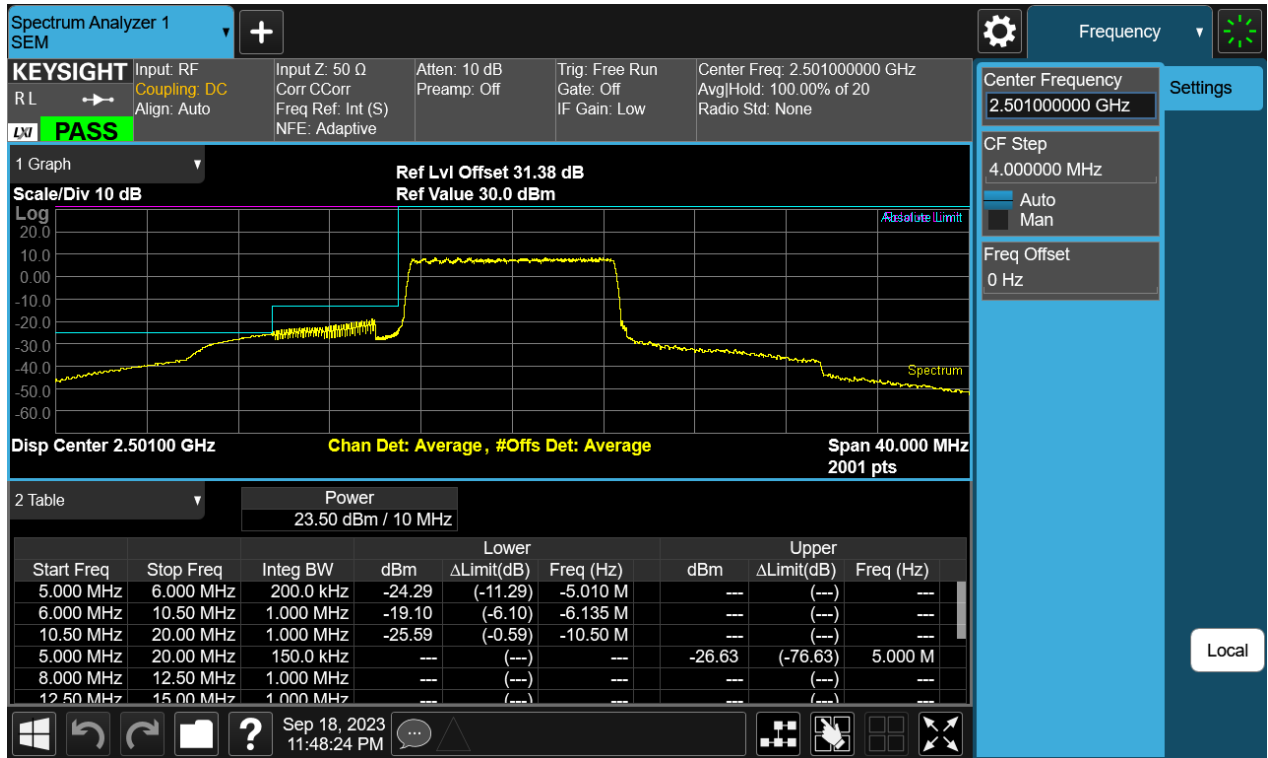 Spectrum Analyzer 1
SEM
Frequency
KEYSIGHT
R L
LXI
PASS
Input: RF
Coupling: DC
Align: Auto
Input Z: 50 Ω
Corr CCorr
Freq Ref: Int (S)
NFE: Adaptive
Atten: 10 dB
Preamp: Off
Trig: Free Run
Gate: Off
IF Gain: Low
Center Freq: 2.501000000 GHz
Avg|Hold: 100.00% of 20
Radio Std: None
Center Frequency
2.501000000 GHz
Settings
CF Step
4.000000 MHz
Auto
Man
Freq Offset
0 Hz
Local
1 Graph
Scale/Div 10 dB
Ref Lvl Offset 31.38 dB
Ref Value 30.0 dBm
Log
20.0
10.0
0.00
-10.0
-20.0
-30.0
-40.0
-50.0
-60.0
Limit
Spectrum
Disp Center 2.50100 GHz
Chan Det: Average, #Offs Det: Average
Span 40.000 MHz
2001 pts
2 Table
Power
23.50 dBm / 10 MHz
Lower Upper
Start Freq Stop Freq Integ BW dBm ΔLimit(dB) Freq (Hz) dBm ΔLimit(dB) Freq (Hz)
5.000 MHz 6.000 MHz 200.0 kHz -24.29 (-11.29) -5.010 M --- (---) ---
6.000 MHz 10.50 MHz 1.000 MHz -19.10 (-6.10) -6.135 M --- (---) ---
10.50 MHz 20.00 MHz 1.000 MHz -25.59 (-0.59) -10.50 M --- (---) ---
5.000 MHz 20.00 MHz 150.0 kHz --- (---) --- -26.63 (-76.63) 5.000 M
8.000 MHz 12.50 MHz 1.000 MHz --- (---) --- --- (---) ---
12.50 MHz 15.00 MHz 1.000 MHz --- (---) --- --- (---) ---
?
Sep 18, 2023
11:48:24 PM